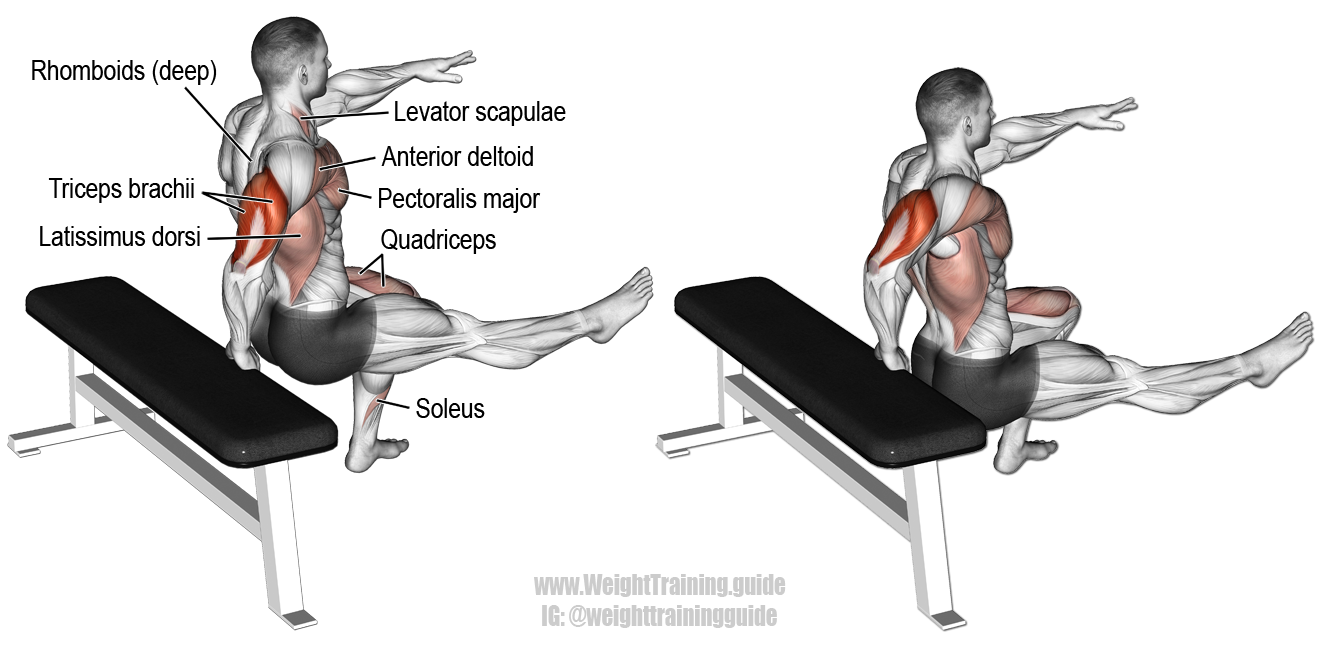 Rhomboids (deep)
Levator scapulae
Anterior deltoid
Triceps brachii
Pectoralis major
Latissimus dorsi
Quadriceps
Soleus
www.WeightTraining.guide
IG: @weighttrainingguide